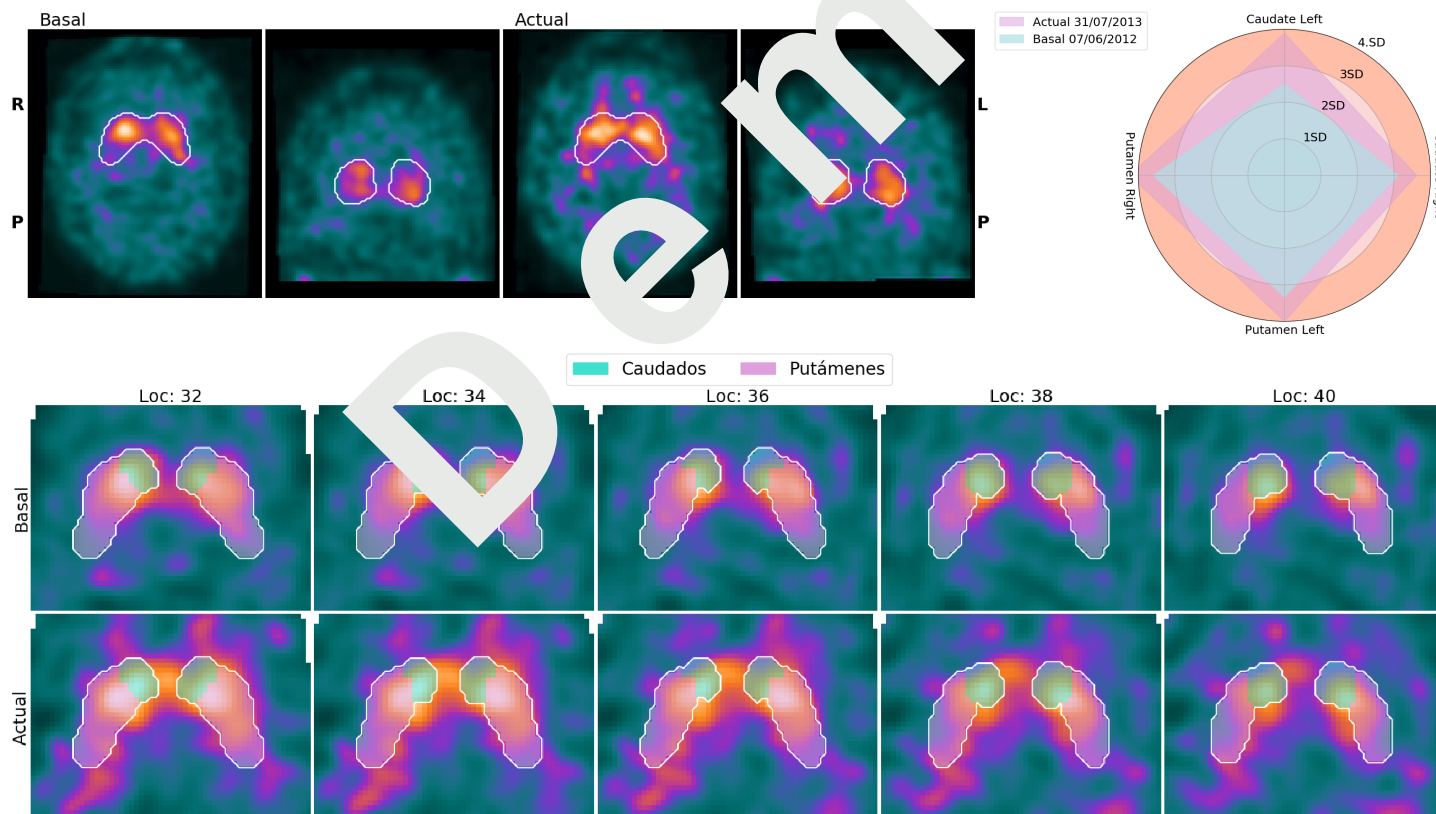 Basal
Actual
R
L
P
P
Actual 31/07/2013
Basal 07/06/2012
Caudate Left
4.SD
3SD
2SD
1SD
Putamen Right
Putamen Left
Dem
Caudados
Putámenes
Loc: 32
Loc: 34
Loc: 36
Loc: 38
Loc: 40
Basal
Actual